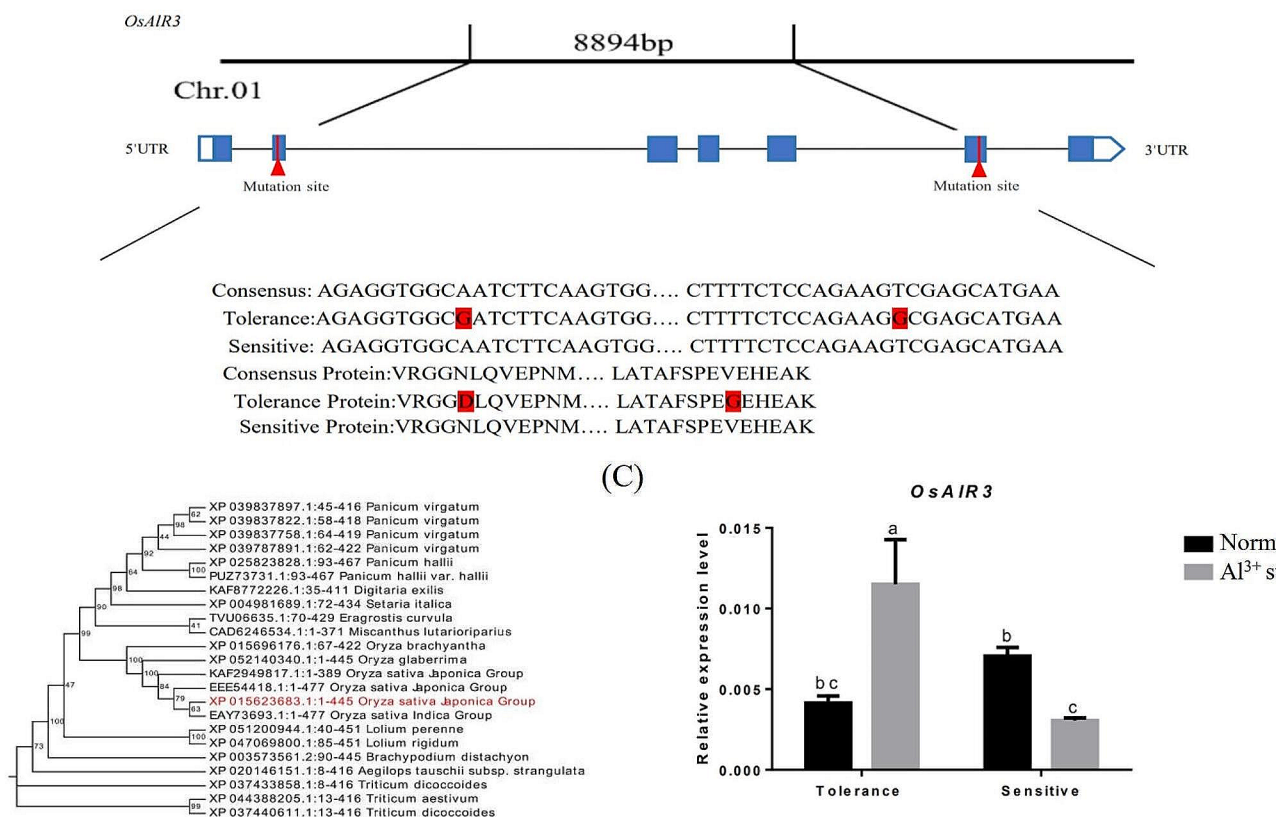 OsAlR3
8894bp
Chr.01
5'UTR
3'UTR
Mutation site
Mutation site
Consensus: AGAGGTGGCAATCTTCAAGTGG.... CTTTTCTCCAGAAGTCGAGCATGAA
Tolerance:AGAGGTGGCGATCTTCAAGTGG.... CTTTTCTCCAGAAGGCGAGCATGAA
Sensitive: AGAGGTGGCAATCTTCAAGTGG.... CTTTTCTCCAGAAGTCGAGCATGAA
Consensus Protein:VRGGNLQVEPNM.... LATAFSPEVEHEAK
Tolerance Protein:VRGGDLQVEPNM.... LATAFSPEGEHEAK
Sensitive Protein:VRGGNLQVEPNM.... LATAFSPEVEHEAK
(C)
XP 039837897.1:45-416 Panicum virgatum
XP 039837822.1:58-418 Panicum virgatum
XP 039837758.1:64-419 Panicum virgatum
XP 039787891.1:62-422 Panicum virgatum
XP 025823828.1:93-467 Panicum hallii
PUZ73731.1:93-467 Panicum hallii var. hallii
KAF8772226.1:35-411 Digitaria exilis
XP 004981689.1:72-434 Setaria italica
TVU06635.1:70-429 Eragrostis curvula
CAD6246534.1:1-371 Miscanthus lutarioriparius
XP 015696176.1:67-422 Oryza brachyantha
XP 052140340.1:1-445 Oryza glaberrima
KAF2949817.1:1-389 Oryza sativa Japonica Group
EEE54418.1:1-477 Oryza sativa Japonica Group
XP 015623683.1:1-445 Oryza sativa Japonica Group
EAY73693.1:1-477 Oryza sativa Indica Group
XP 051200944.1:40-451 Lolium perenne
XP 047069800.1:85-451 Lolium rigidum
XP 003573561.2:90-445 Brachypodium distachyon
XP 020146151.1:8-416 Aegilops tauschii subsp. strangulata
XP 037433858.1:8-416 Triticum dicoccoides
XP 044388205.1:13-416 Triticum aestivum
XP 037440611.1:13-416 Triticum dicoccoides
62
98
44
92
100
64
98
90
41
99
100
100
84
79
63
47
100
100
73
99
OsAlR3
Relative expression level
0.015
0.010
0.005
0.000
b c
a
b
c
Tolerance
Sensitive
Norm
Al³⁺ s